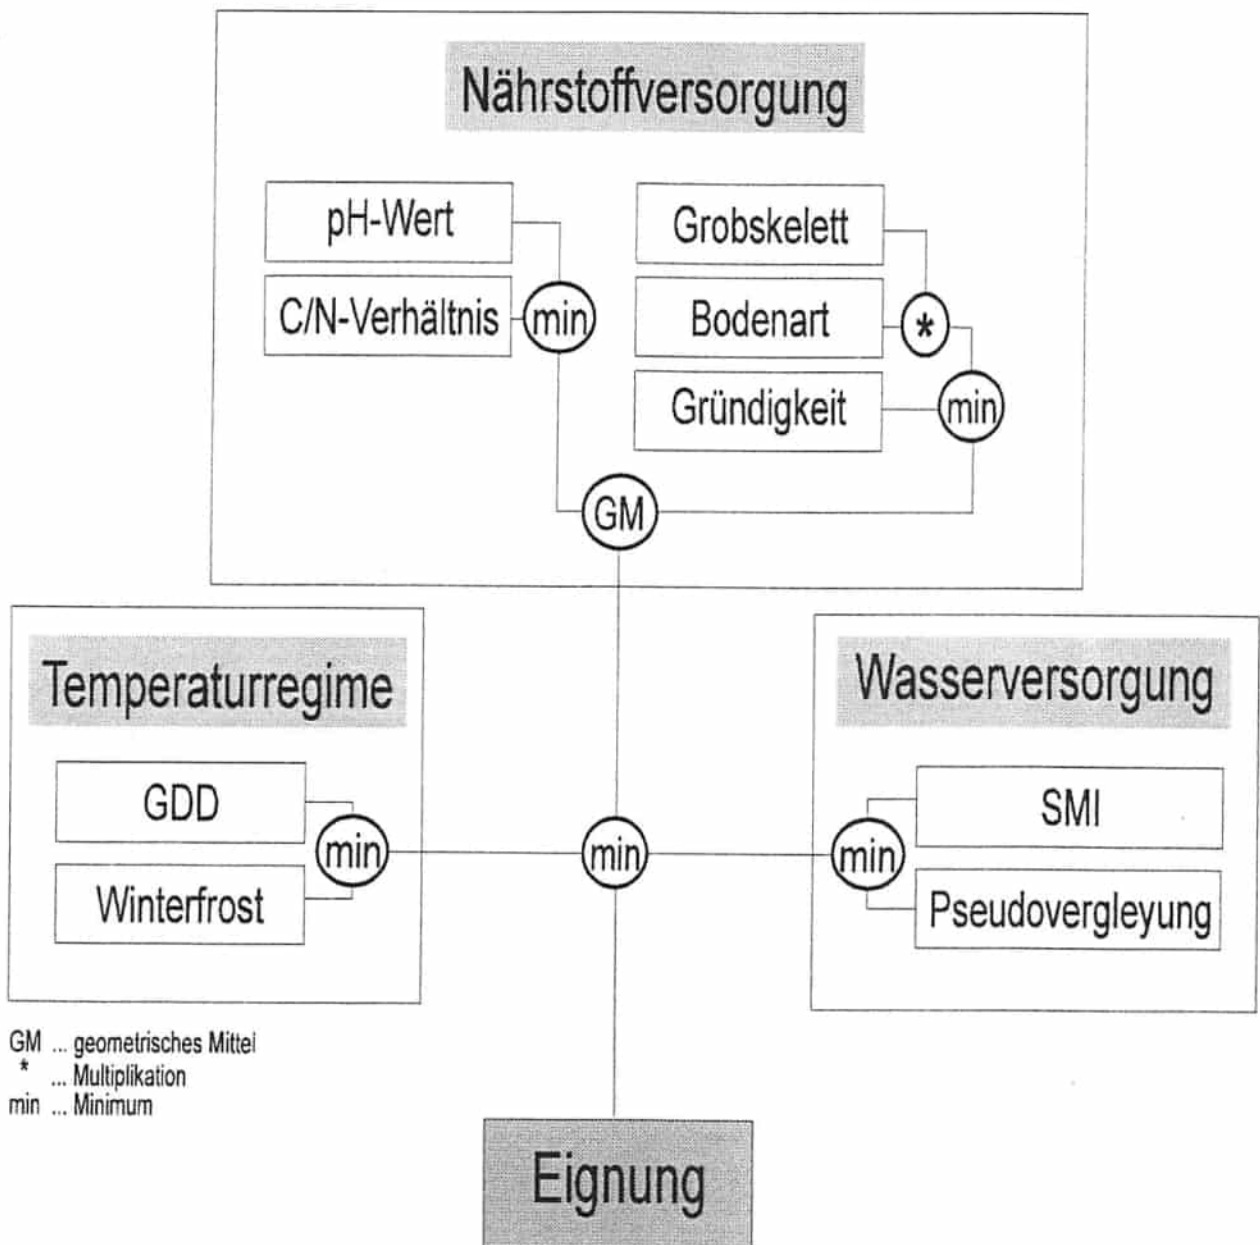 Nährstoffversorgung
pH-Wert
C/N-Verhältnis
min
Grobskelett
Bodenart
*
Gründigkeit
min
GM
Temperaturregime
GDD
Winterfrost
min
min
Wasserversorgung
min
SMI
Pseudovergleyung
GM ... geometrisches Mittel
* ... Multiplikation
min ... Minimum
Eignung